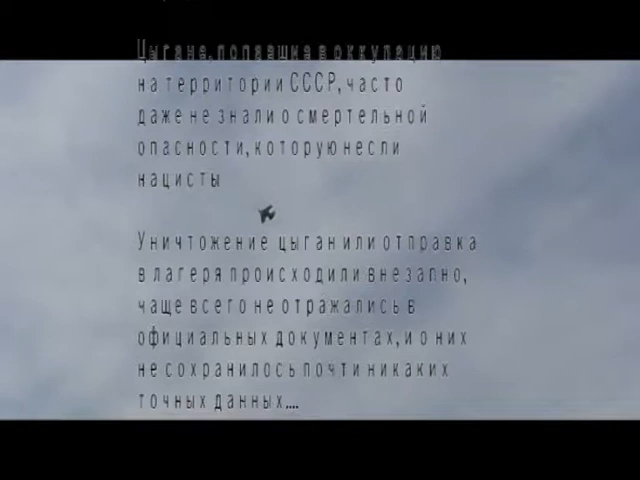 Цыгане, попавшие в оккупацию
на территории СССР, часто
даже не знали о смертельной
опасности, которую несли
нацисты
Уничтожение цыган или отправка
в лагеря происходили внезапно,
чаще всего не отражались в
официальных документах, и о них
не сохранилось почти никаких
точных данных....